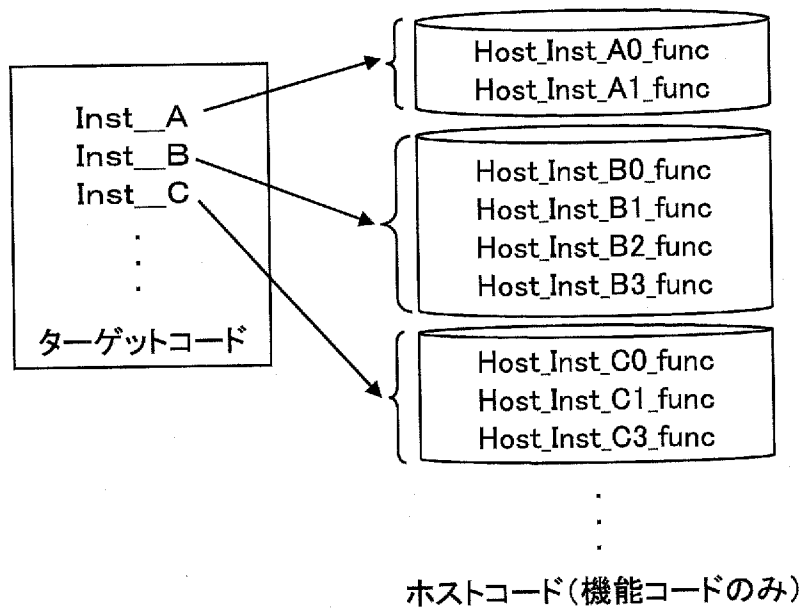 Inst__A
Inst__B
Inst__C
ターゲットコード
Host_Inst_A0_func
Host_Inst_A1_func
Host_Inst_B0_func
Host_Inst_B1_func
Host_Inst_B2_func
Host_Inst_B3_func
Host_Inst_C0_func
Host_Inst_C1_func
Host_Inst_C3_func
ホストコード(機能コードのみ)